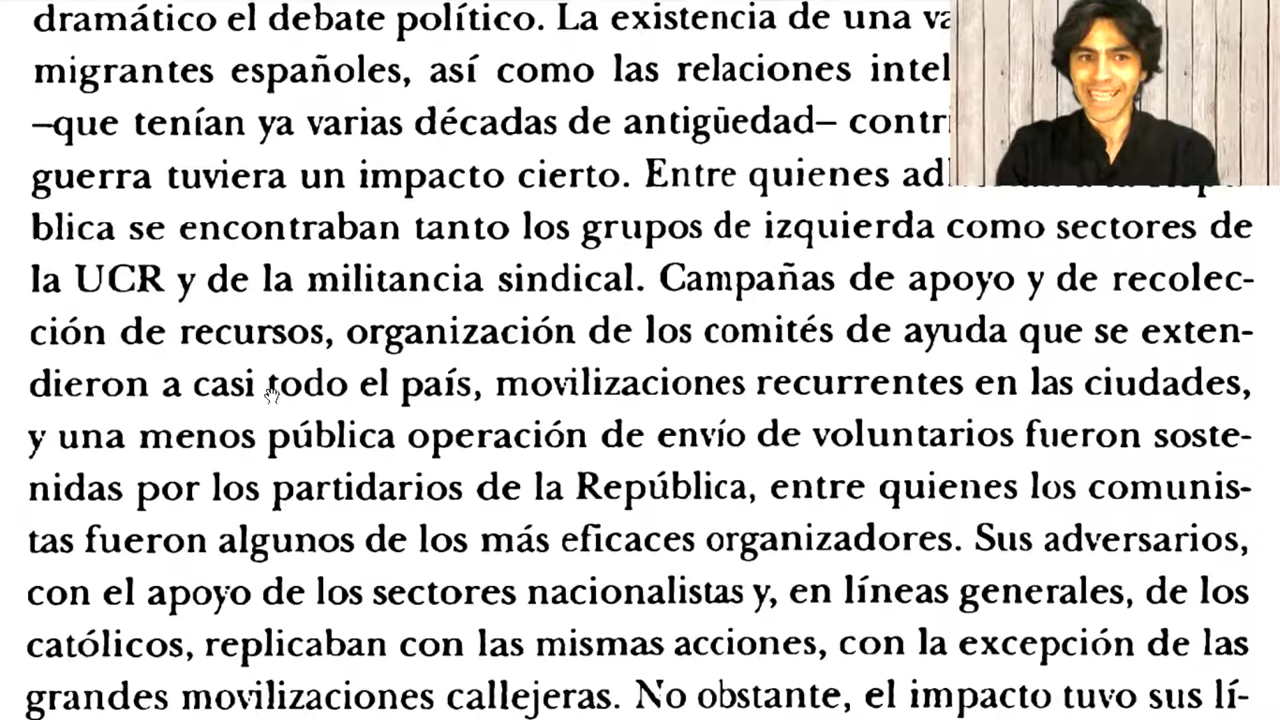 dramático el debate político. La existencia de una
migrantes españoles, así como las relaciones
–que tenían ya varias décadas de antigüedad–
guerra tuviera un impacto cierto. Entre quienes
blica se encontraban tanto los grupos de izquierda como sectores de
la UCR y de la militancia sindical. Campañas de apoyo y de recolec-
ción de recursos, organización de los comités de ayuda que se exten-
dieron a casi todo el país, movilizaciones recurrentes en las ciudades,
y una menos pública operación de envío de voluntarios fueron soste-
nidas por los partidarios de la República, entre quienes los comunis-
tas fueron algunos de los más eficaces organizadores. Sus adversarios,
con el apoyo de los sectores nacionalistas y, en líneas generales, de los
católicos, replicaban con las mismas acciones, con la excepción de las
grandes movilizaciones callejeras. No obstante, el impacto tuvo sus lí-